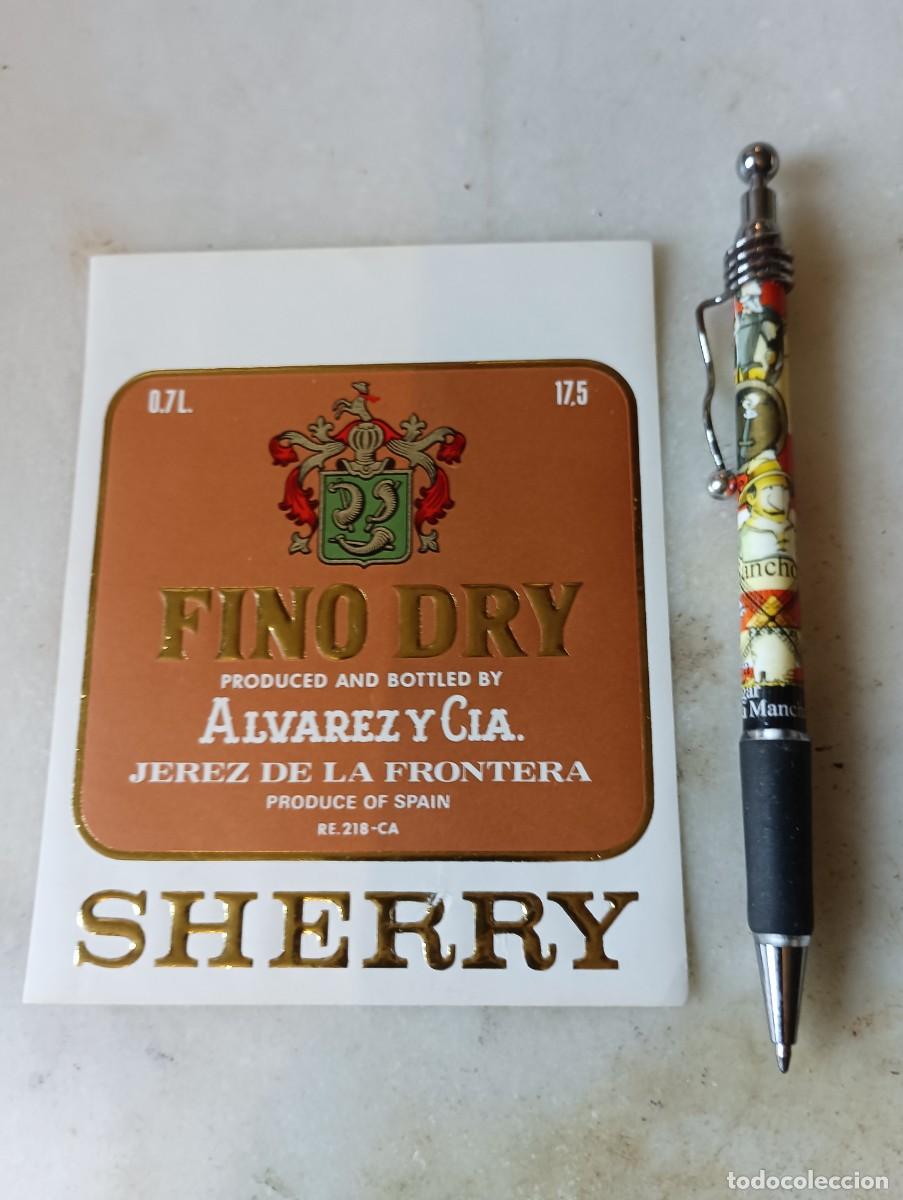 0.7L.
17,5
FINO DRY
PRODUCED AND BOTTLED BY
ALVAREZ Y CIA.
JEREZ DE LA FRONTERA
PRODUCE OF SPAIN
RE.218-CA
SHERRY
todocoleccion